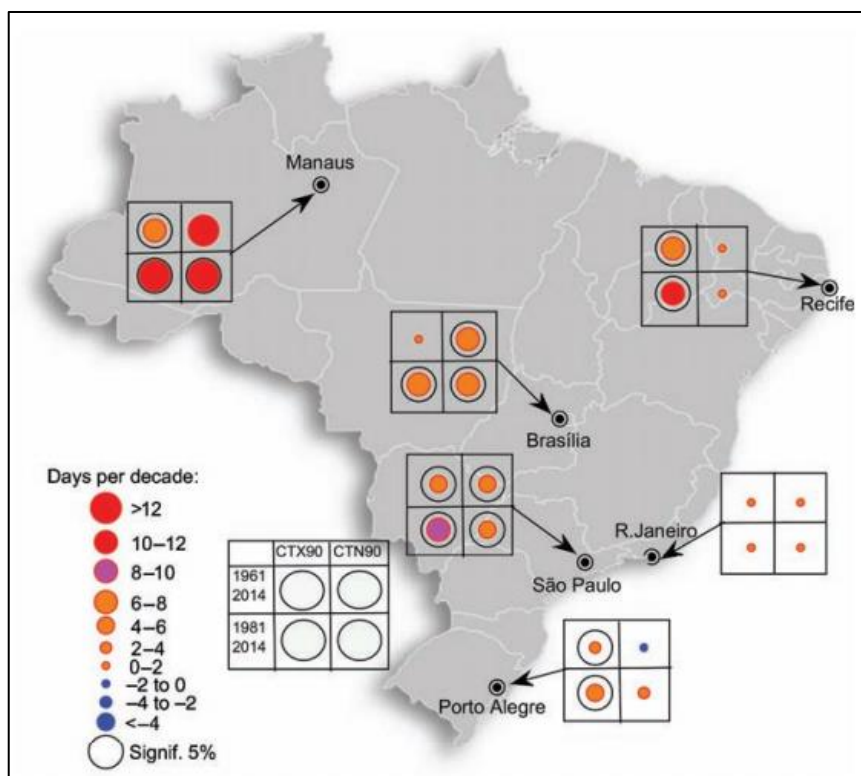 Manaus
Recife
Brasília
Days per decade:
>12
10–12
8–10
6–8
4–6
2–4
0–2
–2 to 0
–4 to –2
<–4
Signif. 5%
CTX90 CTN90
1961
2014
1981
2014
R.Janeiro
São Paulo
Porto Alegre